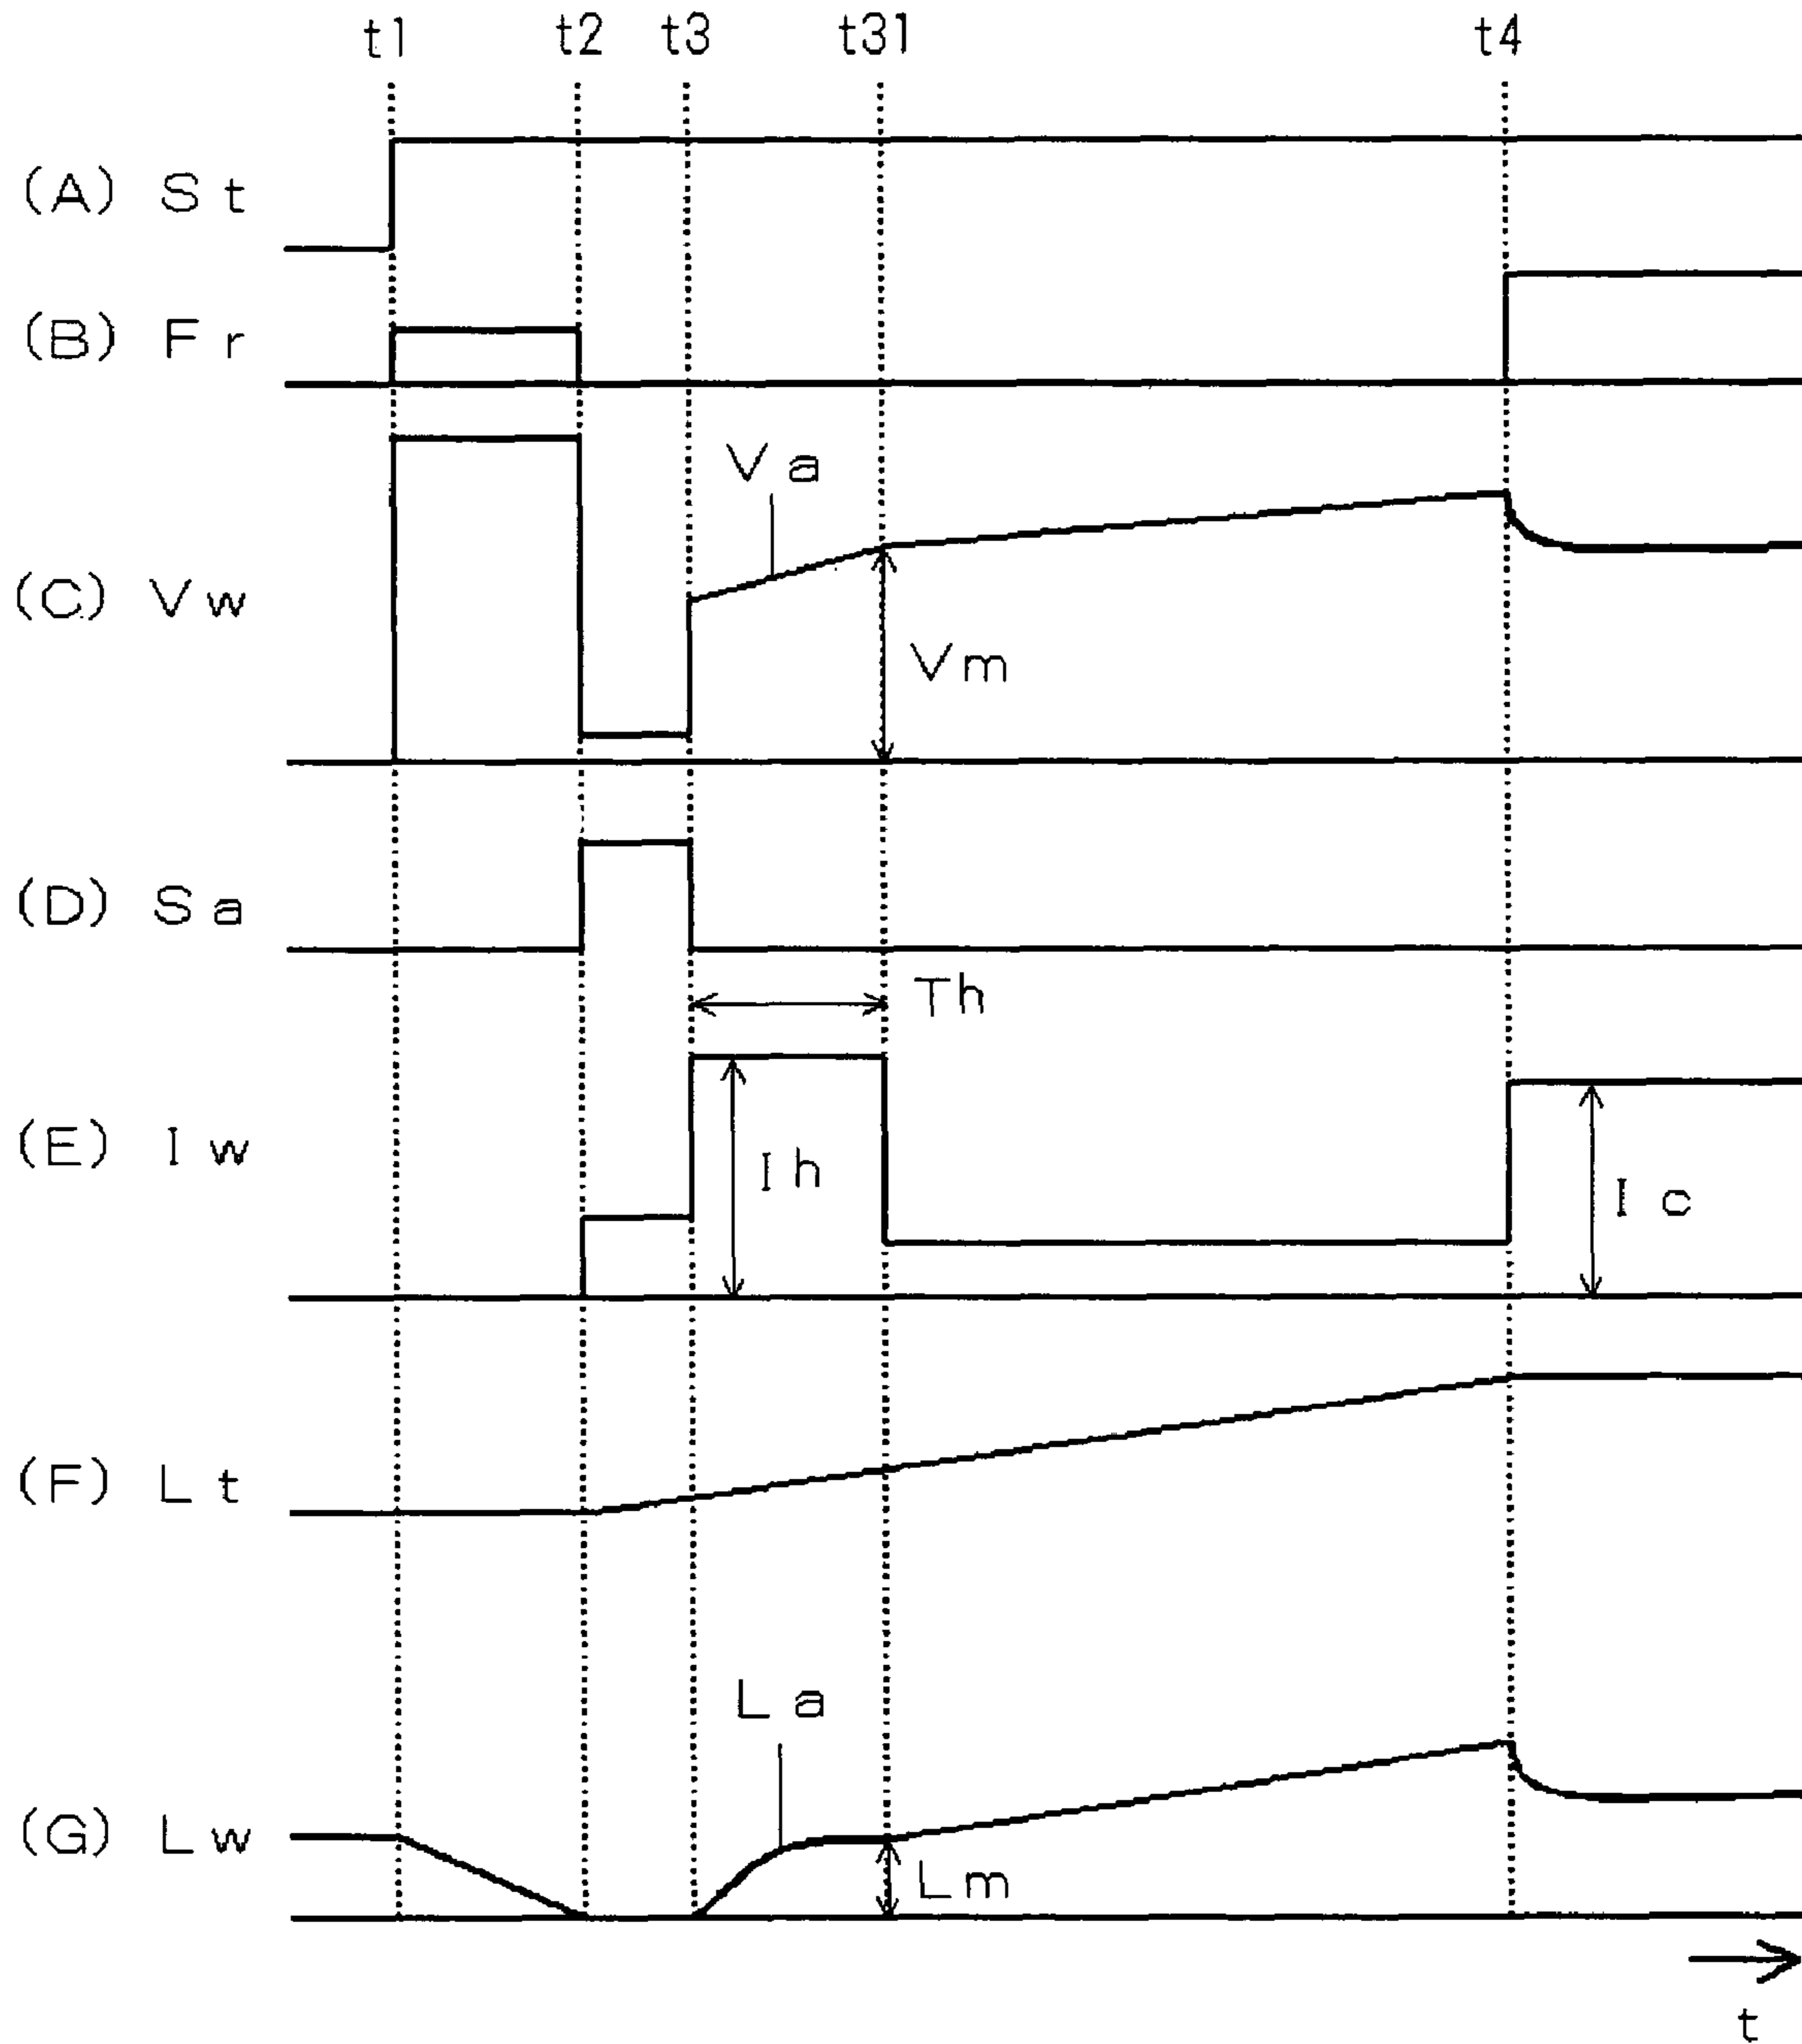 t1 t2 t3 t31 t4
(A) St
(B) Fr
Va
(C) Vw
Vm
(D) Sa
Th
(E) Iw
Ih
Ic
(F) Lt
La
(G) Lw
Lm
t